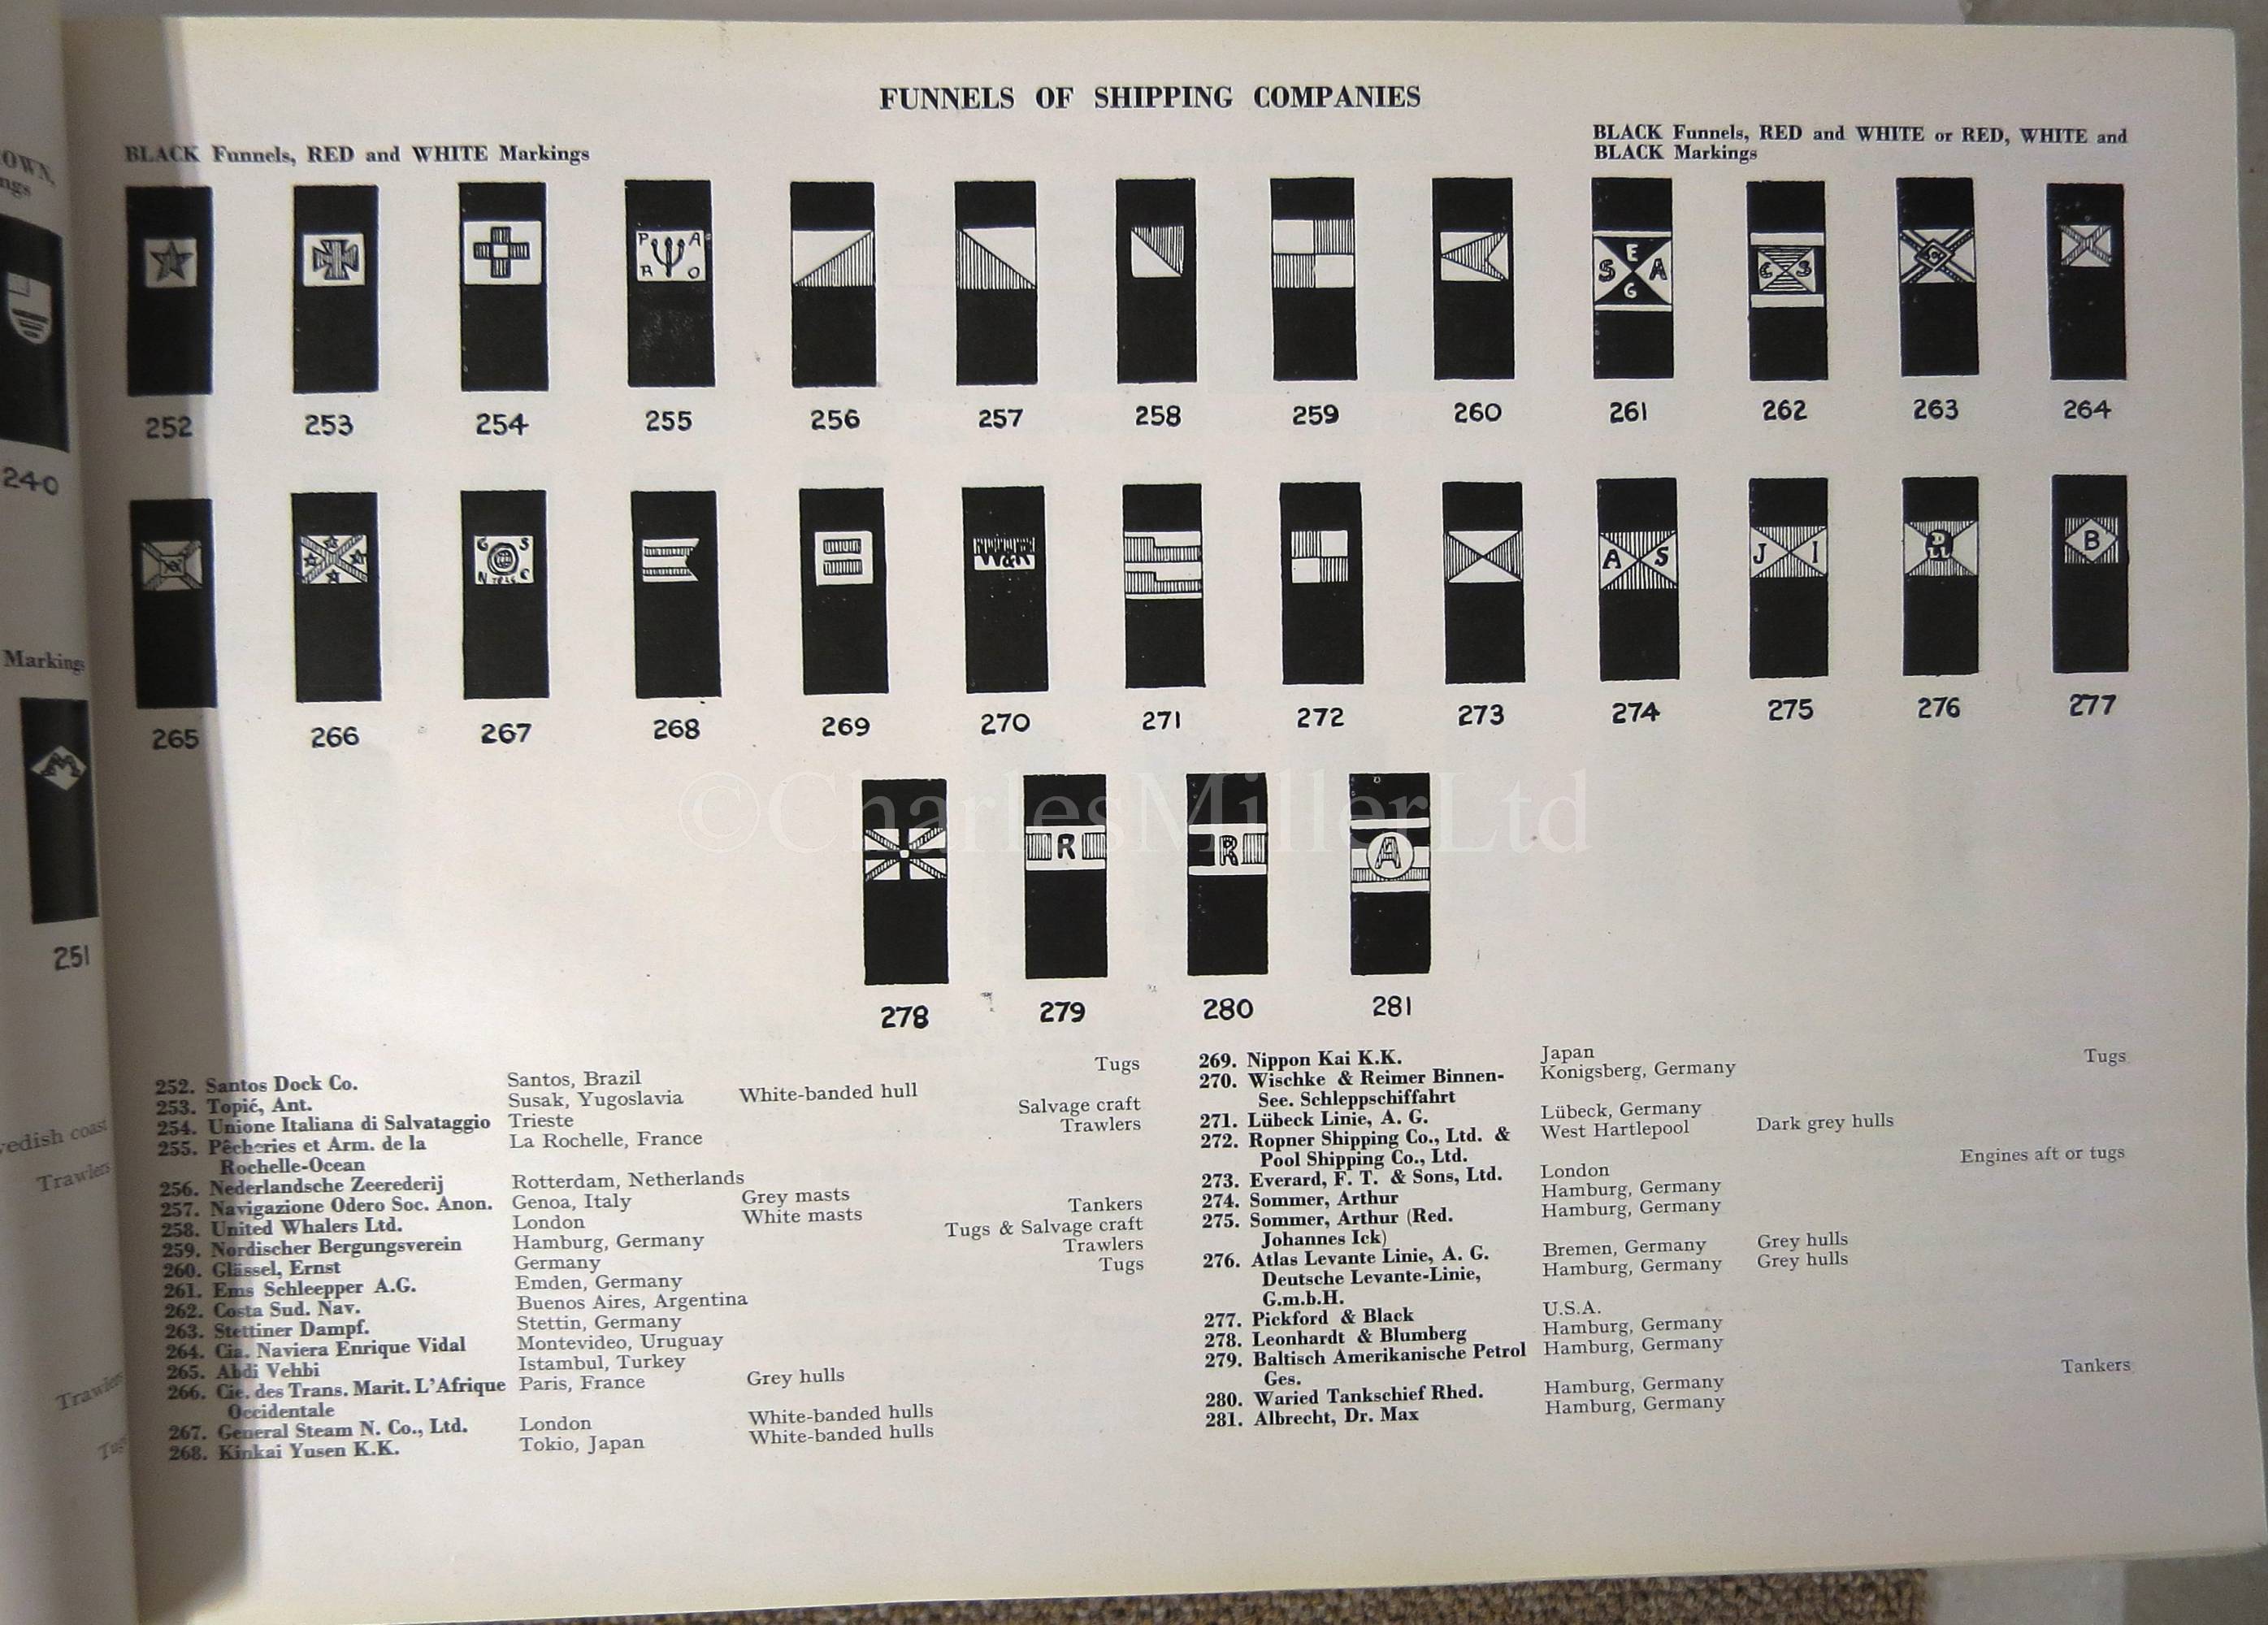 FUNNELS OF SHIPPING COMPANIES
BLACK Funnels, RED and WHITE Markings
BLACK Funnels, RED and WHITE or RED, WHITE and
BLACK Markings
P A
R O
E
S A
G
C S
252 253 254 255 256 257 258 259 260 261 262 263 264
240
G S
N C
W&R
A S
J I
D
LL
B
265 266 267 268 269 270 271 272 273 274 275 276 277
Markings
M
R
R
A
251
278 279 280 281
©CharlesMillerLtd
252. Santos Dock Co. Santos, Brazil Tugs
253. Topić, Ant. Susak, Yugoslavia White-banded hull
254. Unione Italiana di Salvataggio Trieste Salvage craft
255. Pêcheries et Arm. de la La Rochelle, France Trawlers
Rochelle-Ocean
256. Nederlandsche Zeerederij Rotterdam, Netherlands
257. Navigazione Odero Soc. Anon. Genoa, Italy Grey masts
258. United Whalers Ltd. London White masts Tankers
259. Nordischer Bergungsverein Hamburg, Germany Tugs & Salvage craft
260. Glässel, Ernst Germany Trawlers
261. Ems Schleepper A.G. Emden, Germany Tugs
262. Costa Sud. Nav. Buenos Aires, Argentina
263. Stettiner Dampf. Stettin, Germany
264. Cia. Naviera Enrique Vidal Montevideo, Uruguay
265. Abdi Vehbi Istambul, Turkey
266. Cie. des Trans. Marit. L'Afrique Paris, France Grey hulls
Occidentale
267. General Steam N. Co., Ltd. London White-banded hulls
268. Kinkai Yusen K.K. Tokio, Japan White-banded hulls
269. Nippon Kai K.K. Japan
270. Wischke & Reimer Binnen- Konigsberg, Germany Tugs
See. Schleppschiffahrt
271. Lübeck Linie, A. G. Lübeck, Germany
272. Ropner Shipping Co., Ltd. & West Hartlepool Dark grey hulls
Pool Shipping Co., Ltd.
273. Everard, F. T. & Sons, Ltd. London Engines aft or tugs
274. Sommer, Arthur Hamburg, Germany
275. Sommer, Arthur (Red. Hamburg, Germany
Johannes Ick)
276. Atlas Levante Linie, A. G. Bremen, Germany Grey hulls
Deutsche Levante-Linie, Hamburg, Germany Grey hulls
G.m.b.H.
277. Pickford & Black U.S.A.
278. Leonhardt & Blumberg Hamburg, Germany
279. Baltisch Amerikanische Petrol Hamburg, Germany
Ges.
280. Waried Tankschief Rhed. Hamburg, Germany Tankers
281. Albrecht, Dr. Max Hamburg, Germany
coast
Trawlers
Trawlers